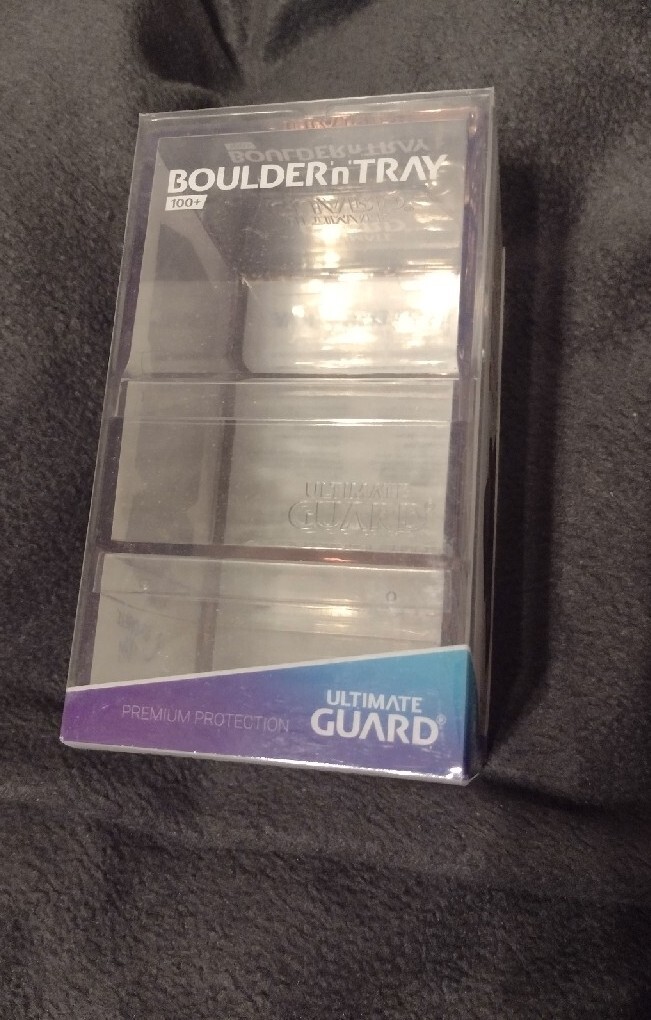 BOULDER'n'TRAY
100+
ULTIMATE
GUARD
PREMIUM PROTECTION
ULTIMATE
GUARD®